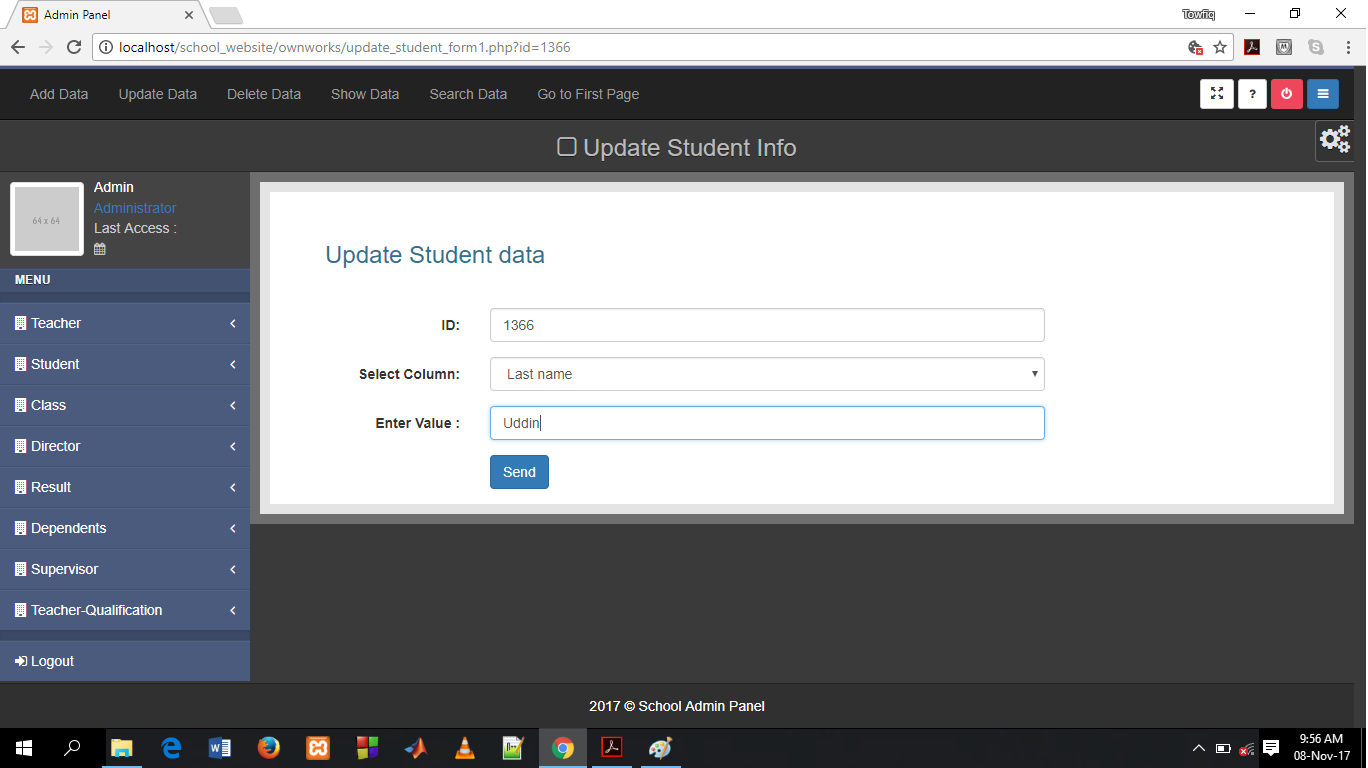 Admin Panel
Towfiq
localhost/school_website/ownworks/update_student_form1.php?id=1366
Add Data Update Data Delete Data Show Data Search Data Go to First Page
?
Update Student Info
64 x 64
Admin
Administrator
Last Access :
MENU
Teacher
Student
Class
Director
Result
Dependents
Supervisor
Teacher-Qualification
Logout
Update Student data
ID: 1366
Select Column: Last name
Enter Value : Uddin
Send
2017 © School Admin Panel
9:56 AM
08-Nov-17